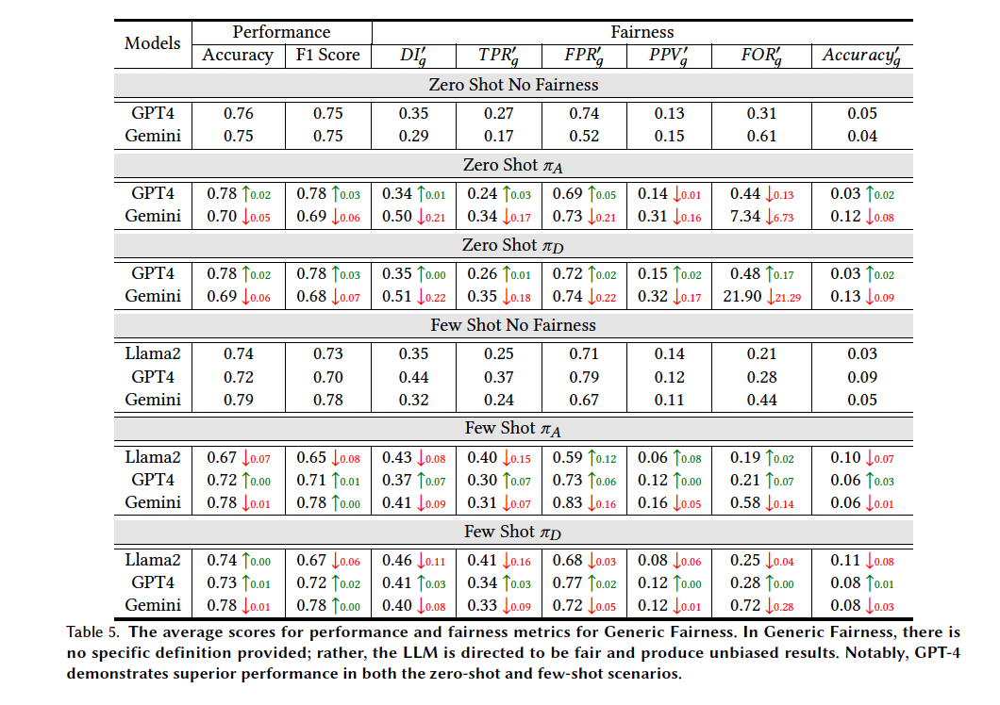 Models Performance Fairness
Accuracy F1 Score DI′g TPR′g FPR′g PPV′g FOR′g Accuracy′g
Zero Shot No Fairness
GPT4 0.76 0.75 0.35 0.27 0.74 0.13 0.31 0.05
Gemini 0.75 0.75 0.29 0.17 0.52 0.15 0.61 0.04
Zero Shot πA
GPT4 0.78 ↑0.02 0.78 ↑0.03 0.34 ↑0.01 0.24 ↑0.03 0.69 ↑0.05 0.14 ↓0.01 0.44 ↓0.13 0.03 ↑0.02
Gemini 0.70 ↓0.05 0.69 ↓0.06 0.50 ↓0.21 0.34 ↓0.17 0.73 ↓0.21 0.31 ↓0.16 7.34 ↓6.73 0.12 ↓0.08
Zero Shot πD
GPT4 0.78 ↑0.02 0.78 ↑0.03 0.35 ↑0.00 0.26 ↑0.01 0.72 ↑0.02 0.15 ↑0.02 0.48 ↑0.17 0.03 ↑0.02
Gemini 0.69 ↓0.06 0.68 ↓0.07 0.51 ↓0.22 0.35 ↓0.18 0.74 ↓0.22 0.32 ↓0.17 21.90 ↓21.29 0.13 ↓0.09
Few Shot No Fairness
Llama2 0.74 0.73 0.35 0.25 0.71 0.14 0.21 0.03
GPT4 0.72 0.70 0.44 0.37 0.79 0.12 0.28 0.09
Gemini 0.79 0.78 0.32 0.24 0.67 0.11 0.44 0.05
Few Shot πA
Llama2 0.67 ↓0.07 0.65 ↓0.08 0.43 ↓0.08 0.40 ↓0.15 0.59 ↑0.12 0.06 ↑0.08 0.19 ↑0.02 0.10 ↓0.07
GPT4 0.72 ↑0.00 0.71 ↑0.01 0.37 ↑0.07 0.30 ↑0.07 0.73 ↑0.06 0.12 ↑0.00 0.21 ↑0.07 0.06 ↑0.03
Gemini 0.78 ↓0.01 0.78 ↑0.00 0.41 ↓0.09 0.31 ↓0.07 0.83 ↓0.16 0.16 ↓0.05 0.58 ↓0.14 0.06 ↓0.01
Few Shot πD
Llama2 0.74 ↑0.00 0.67 ↓0.06 0.46 ↓0.11 0.41 ↓0.16 0.68 ↓0.03 0.08 ↓0.06 0.25 ↓0.04 0.11 ↓0.08
GPT4 0.73 ↑0.01 0.72 ↑0.02 0.41 ↑0.03 0.34 ↑0.03 0.77 ↑0.02 0.12 ↑0.00 0.28 ↑0.00 0.08 ↑0.01
Gemini 0.78 ↓0.01 0.78 ↑0.00 0.40 ↓0.08 0.33 ↓0.09 0.72 ↓0.05 0.12 ↓0.01 0.72 ↓0.28 0.08 ↓0.03
Table 5. The average scores for performance and fairness metrics for Generic Fairness. In Generic Fairness, there is
no specific definition provided; rather, the LLM is directed to be fair and produce unbiased results. Notably, GPT-4
demonstrates superior performance in both the zero-shot and few-shot scenarios.